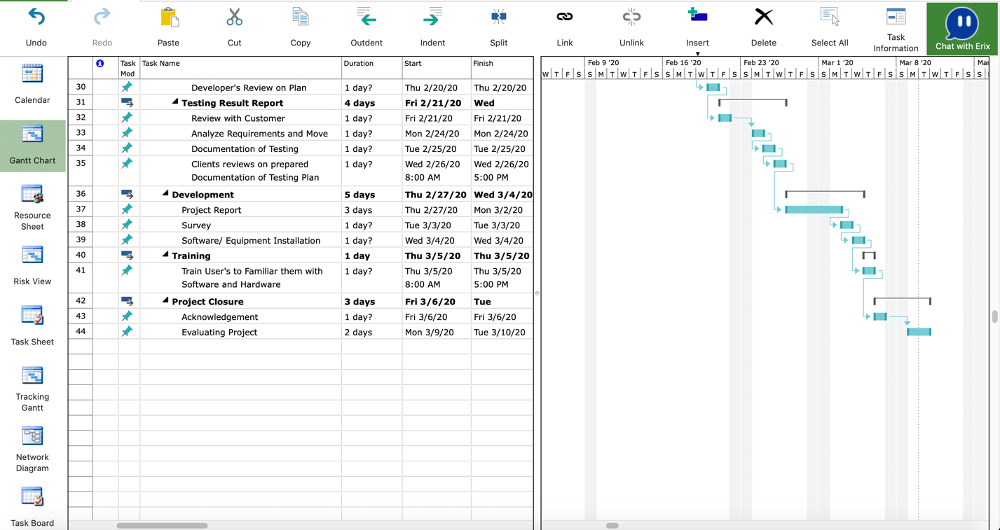 Undo Redo Paste Cut Copy Outdent Indent Split Link Unlink Insert Delete Select All Task Information Chat with Erix
Calendar
Gantt Chart
Resource Sheet
Risk View
Task Sheet
Tracking Gantt
Network Diagram
Task Board
Task Mod Task Name Duration Start Finish
30 Developer's Review on Plan 1 day? Thu 2/20/20 Thu 2/20/20
31 Testing Result Report 4 days Fri 2/21/20 Wed
32 Review with Customer 1 day? Fri 2/21/20 Fri 2/21/20
33 Analyze Requirements and Move 1 day? Mon 2/24/20 Mon 2/24/20
34 Documentation of Testing 1 day? Tue 2/25/20 Tue 2/25/20
35 Clients reviews on prepared 1 day? Wed 2/26/20 Wed 2/26/20
Documentation of Testing Plan 8:00 AM 5:00 PM
36 Development 5 days Thu 2/27/20 Wed 3/4/20
37 Project Report 3 days Thu 2/27/20 Mon 3/2/20
38 Survey 1 day? Tue 3/3/20 Tue 3/3/20
39 Software/ Equipment Installation 1 day? Wed 3/4/20 Wed 3/4/20
40 Training 1 day Thu 3/5/20 Thu 3/5/20
41 Train User's to Familiar them with 1 day? Thu 3/5/20 Thu 3/5/20
Software and Hardware 8:00 AM 5:00 PM
42 Project Closure 3 days Fri 3/6/20 Tue
43 Acknowledgement 1 day? Fri 3/6/20 Fri 3/6/20
44 Evaluating Project 2 days Mon 3/9/20 Tue 3/10/20
Feb 9 '20 Feb 16 '20 Feb 23 '20 Mar 1 '20 Mar 8 '20
W T F S S M T W T F S S M T W T F S S M T W T F S S M T W T F S S M T W T F S S